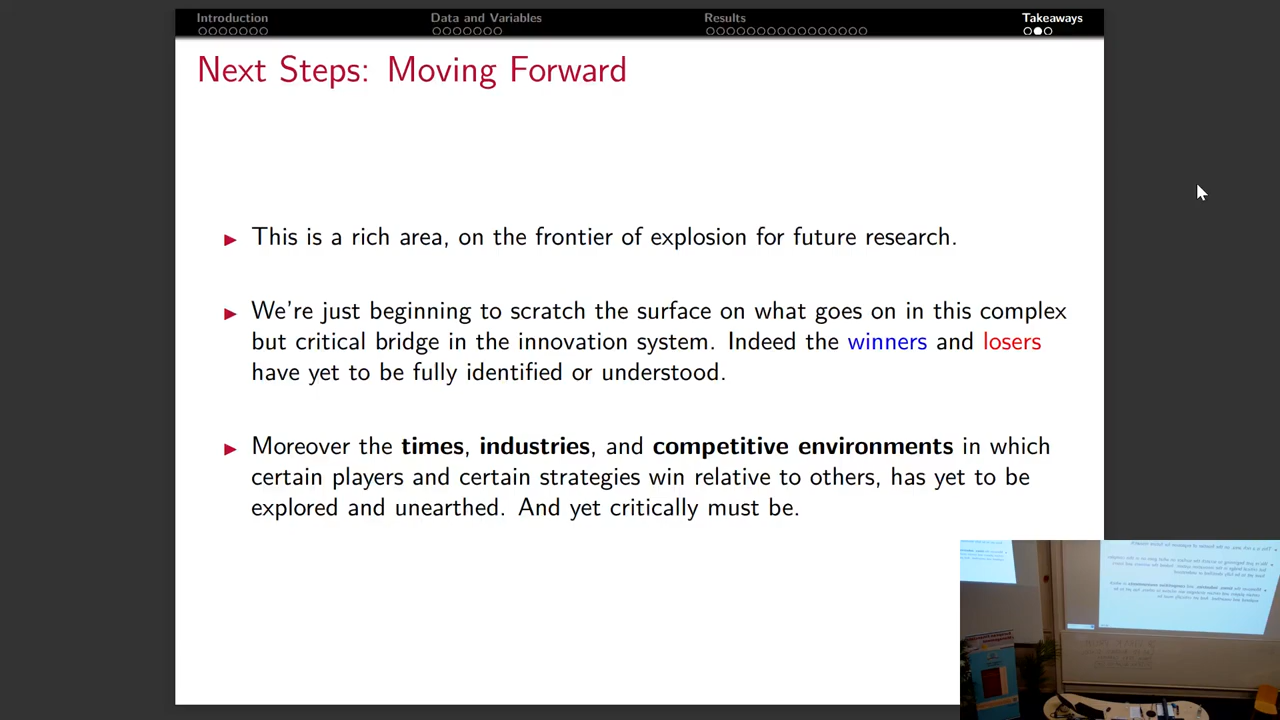 Introduction Data and Variables Results Takeaways
Next Steps: Moving Forward
This is a rich area, on the frontier of explosion for future research.
We're just beginning to scratch the surface on what goes on in this complex
but critical bridge in the innovation system. Indeed the winners and losers
have yet to be fully identified or understood.
Moreover the times, industries, and competitive environments in which
certain players and certain strategies win relative to others, has yet to be
explored and unearthed. And yet critically must be.